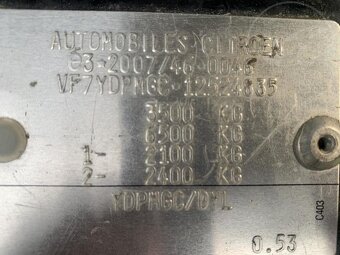 AUTOMOBILES CITROEN
e3*2007/46*0046
VF7YDPMGC
3500 KG
6500 KG
1- 2100 KG
2- 2400 KG
YDPMGC/D*L
C403
0.53